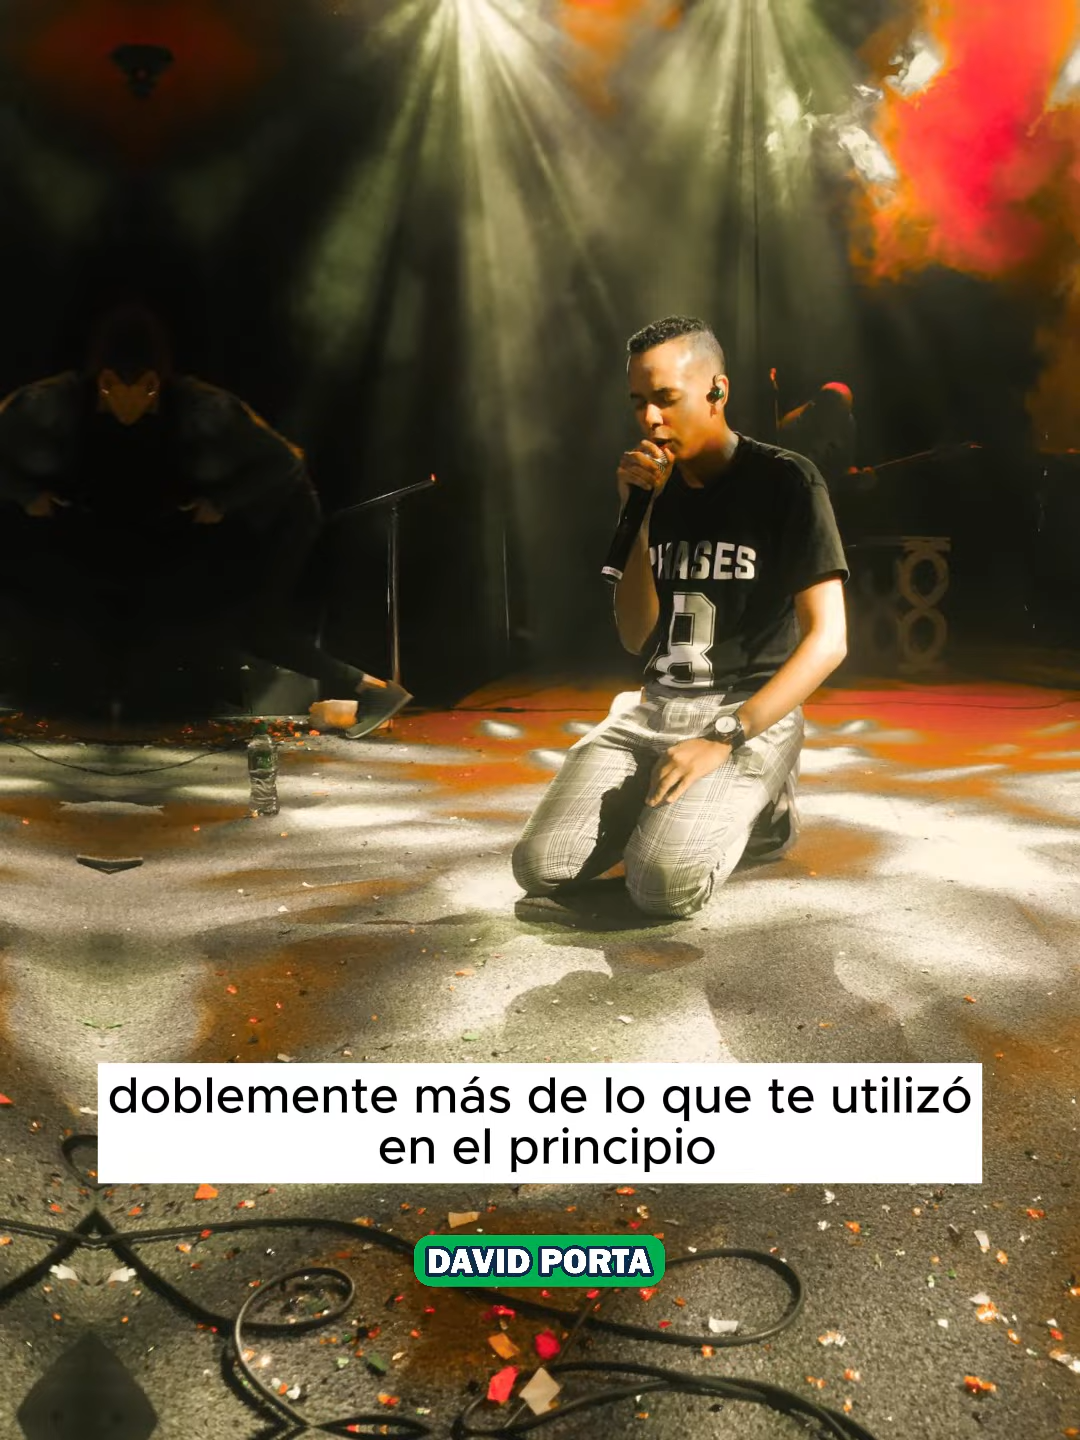 PHASES
8
doblemente más de lo que te utilizó
en el principio
DAVID PORTA